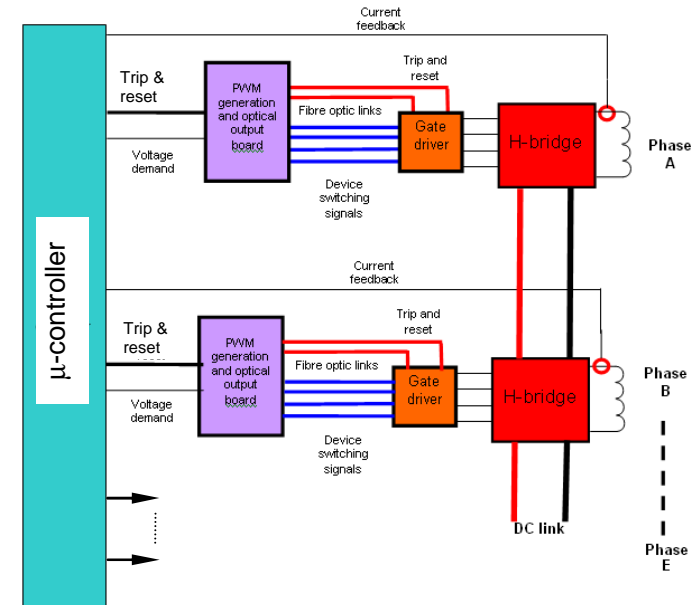 Current
feedback
Trip &
reset
Voltage
demand
PWM
generation
and optical
output
board
Trip and
reset
Fibre optic links
Device
switching
signals
Gate
driver
H-bridge
Phase
A
μ-controller
Current
feedback
Trip &
reset
Voltage
demand
PWM
generation
and optical
output
board
Trip and
reset
Fibre optic links
Device
switching
signals
Gate
driver
H-bridge
Phase
B
DC link
Phase
E